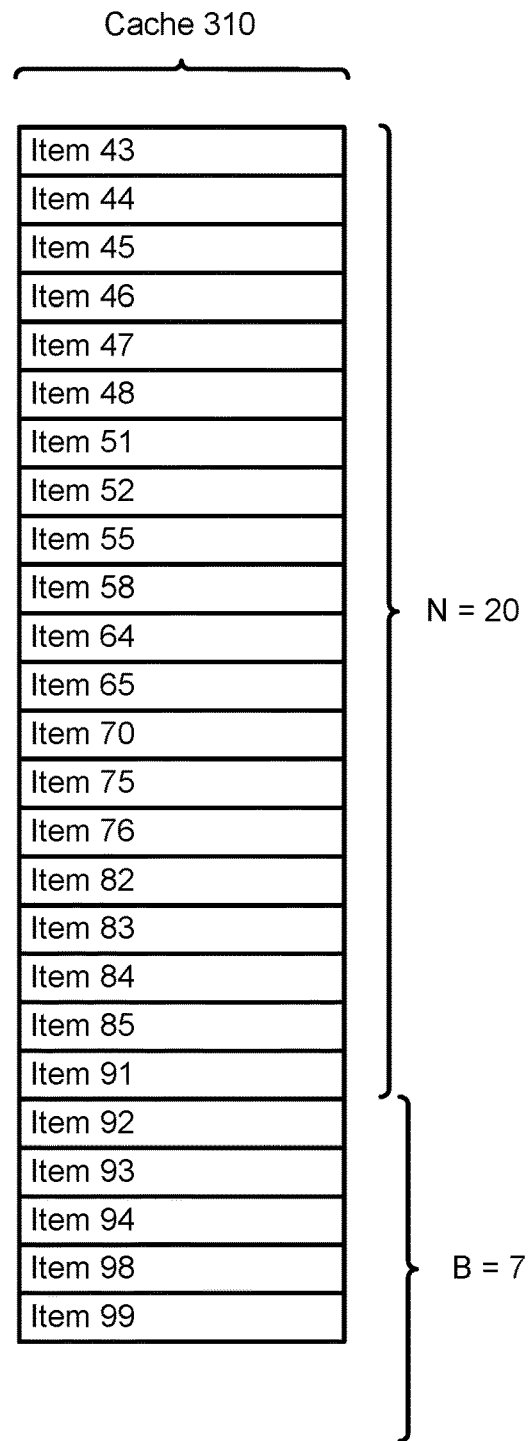 Cache 310
Item 43
Item 44
Item 45
Item 46
Item 47
Item 48
Item 51
Item 52
Item 55
Item 58
Item 64
N = 20
Item 65
Item 70
Item 75
Item 76
Item 82
Item 83
Item 84
Item 85
Item 91
Item 92
Item 93
Item 94
Item 98
B = 7
Item 99